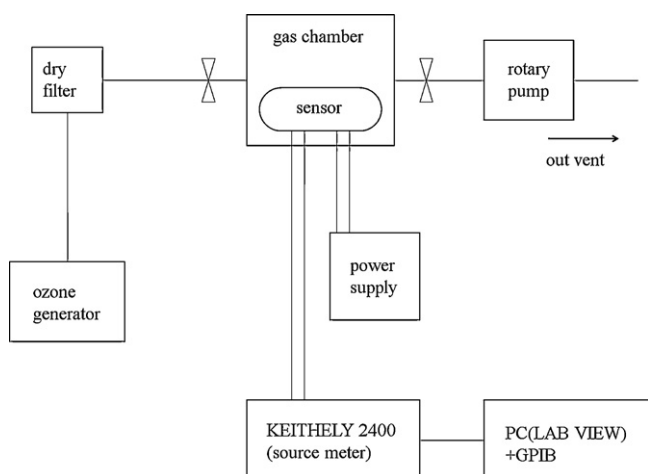 gas chamber
dry
filter
sensor
rotary
pump
out vent
ozone
generator
power
supply
KEITHELY 2400
(source meter)
PC(LAB VIEW)
+GPIB